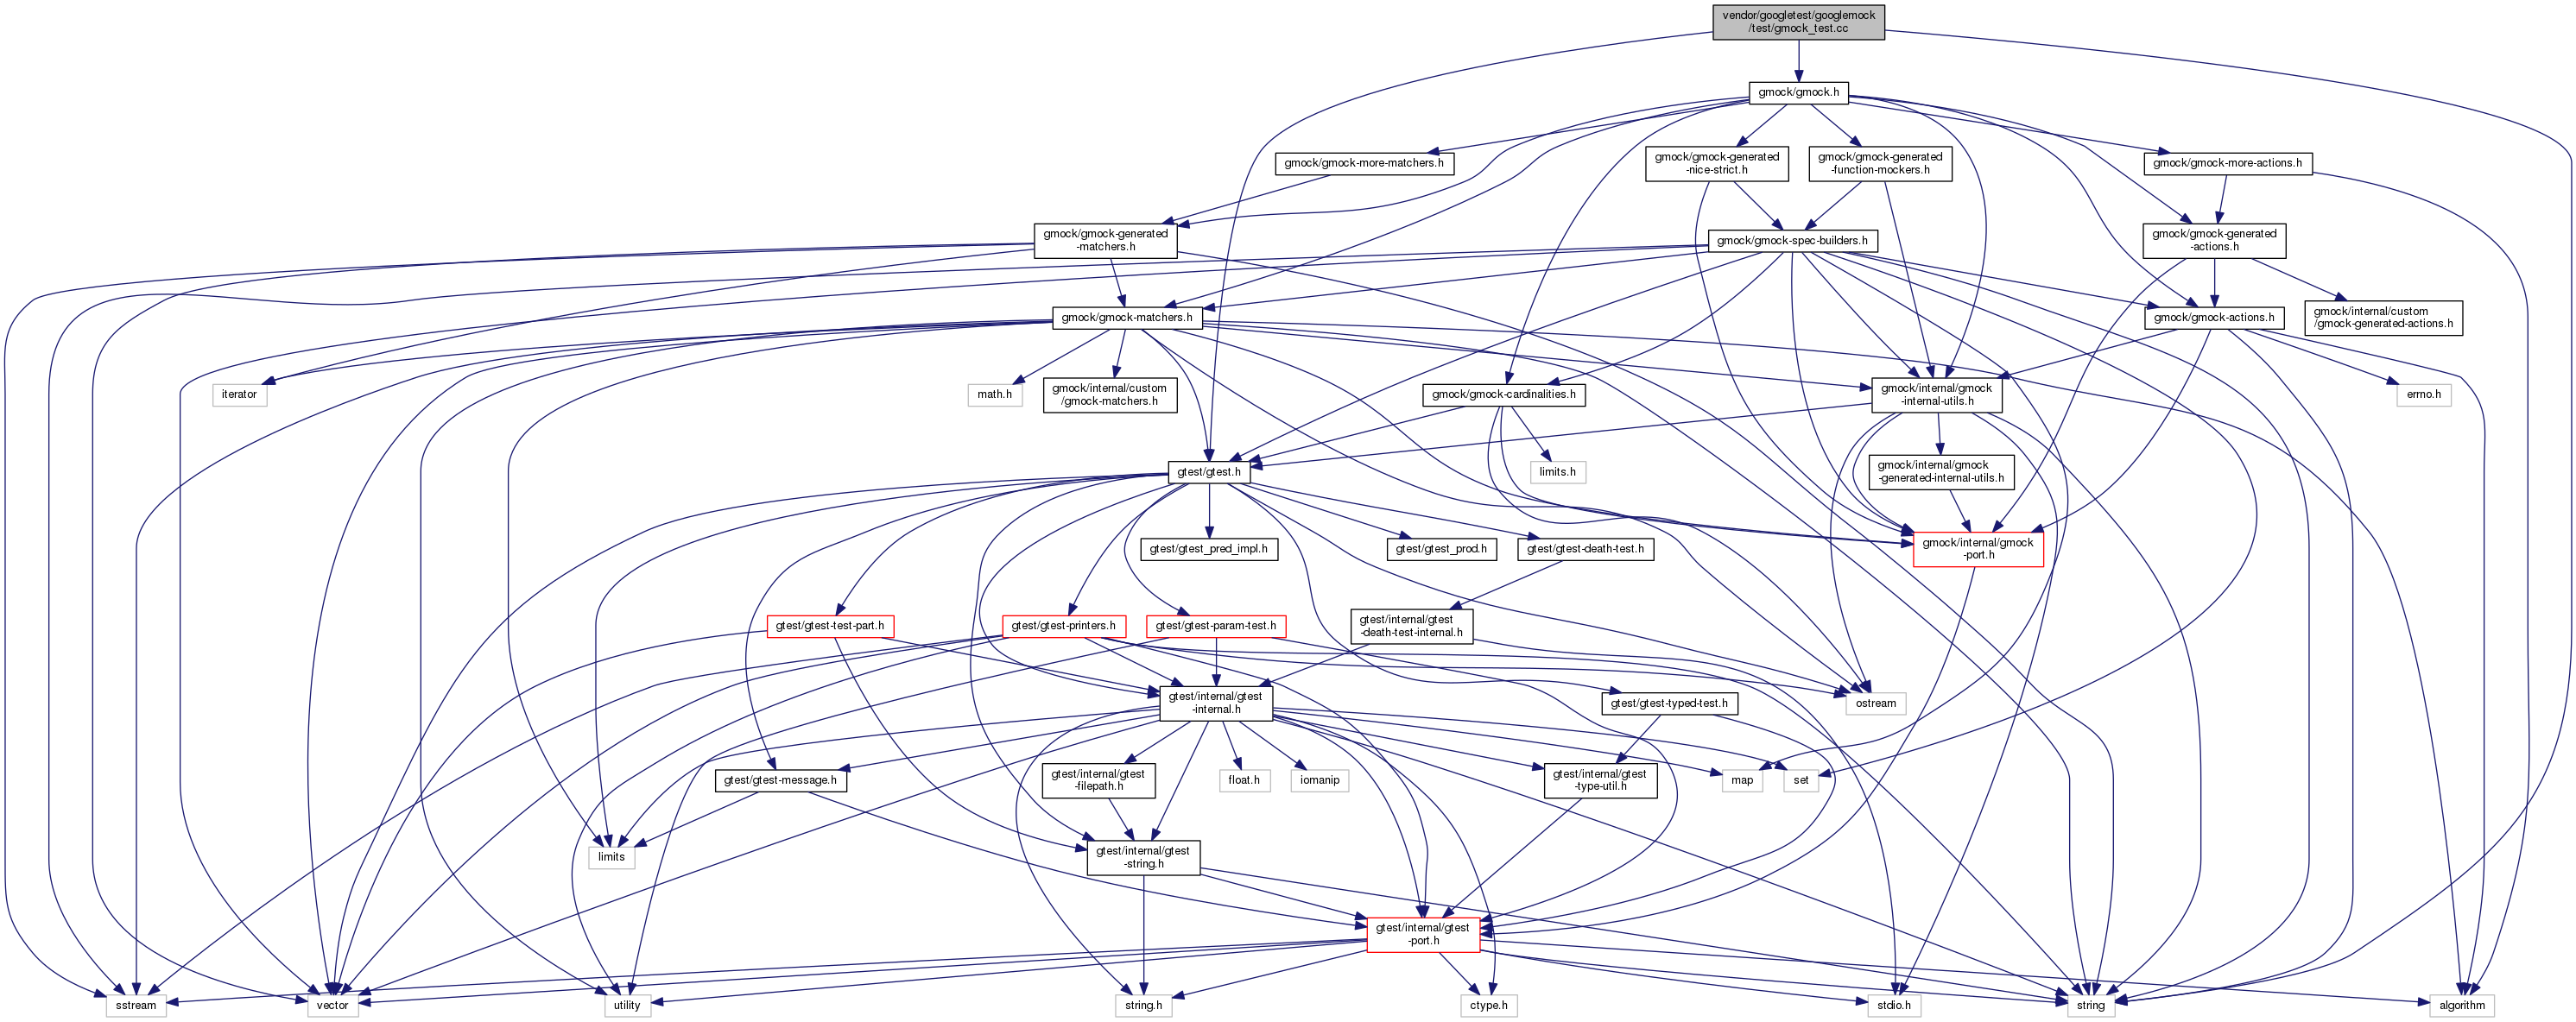 vendor/googletest/googlemock
/test/gmock_test.cc
gmock/gmock.h
gmock/gmock-more-matchers.h
gmock/gmock-generated
-nice-strict.h
gmock/gmock-generated
-function-mockers.h
gmock/gmock-more-actions.h
gmock/gmock-generated
-matchers.h
gmock/gmock-spec-builders.h
gmock/gmock-generated
-actions.h
gmock/gmock-matchers.h
gmock/gmock-actions.h
gmock/internal/custom
/gmock-generated-actions.h
iterator
math.h
gmock/internal/custom
/gmock-matchers.h
gmock/gmock-cardinalities.h
gmock/internal/gmock
-internal-utils.h
errno.h
gtest/gtest.h
limits.h
gmock/internal/gmock
-generated-internal-utils.h
gtest/gtest_pred_impl.h
gtest/gtest_prod.h
gtest/gtest-death-test.h
gmock/internal/gmock
-port.h
gtest/gtest-test-part.h
gtest/gtest-printers.h
gtest/gtest-param-test.h
gtest/internal/gtest
-death-test-internal.h
gtest/internal/gtest
-internal.h
gtest/gtest-typed-test.h
ostream
gtest/gtest-message.h
gtest/internal/gtest
-filepath.h
float.h
iomanip
gtest/internal/gtest
-type-util.h
map
set
limits
gtest/internal/gtest
-string.h
gtest/internal/gtest
-port.h
sstream
vector
utility
string.h
ctype.h
stdio.h
string
algorithm